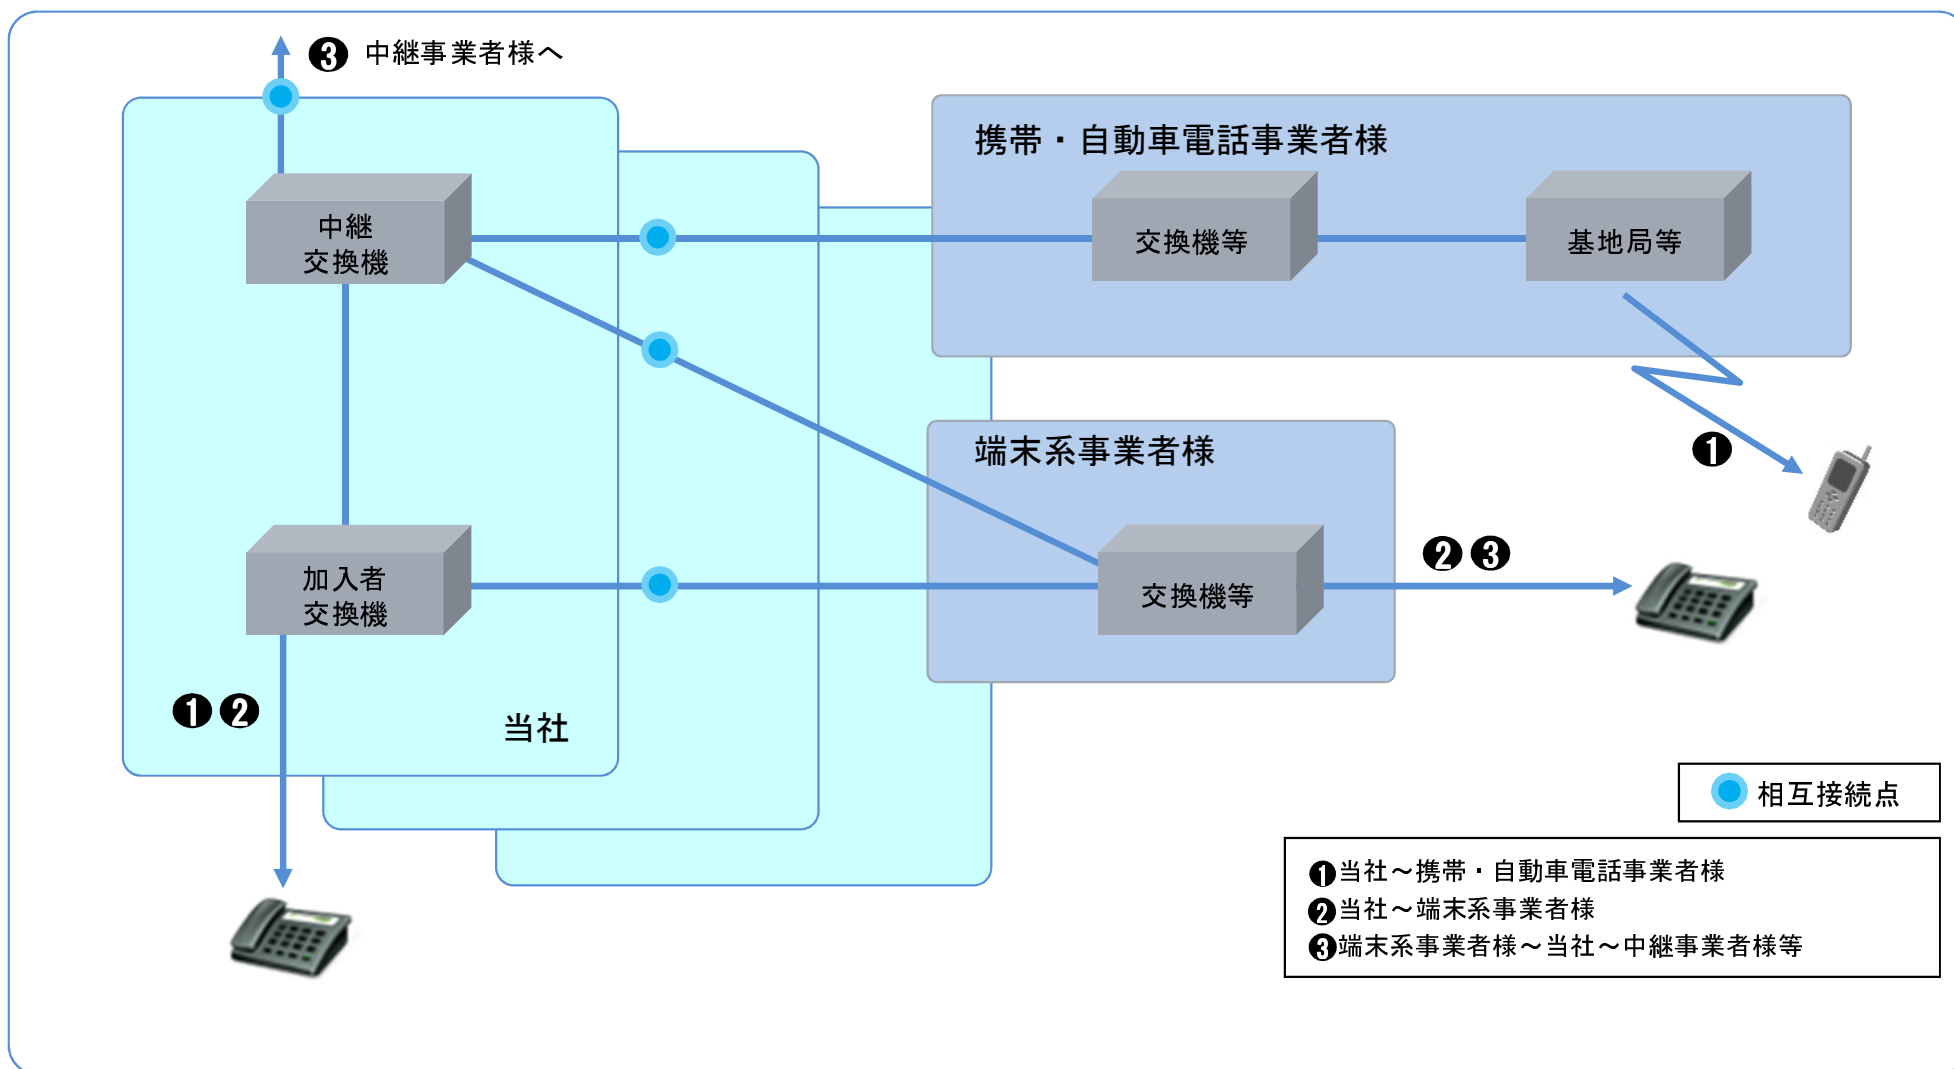 ❸ 中継事業者様へ
携帯・自動車電話事業者様
中継
交換機
交換機等
基地局等
❶
端末系事業者様
加入者
交換機
交換機等
❷❸
❶❷
当社
相互接続点
❶当社～携帯・自動車電話事業者様
❷当社～端末系事業者様
❸端末系事業者様～当社～中継事業者様等